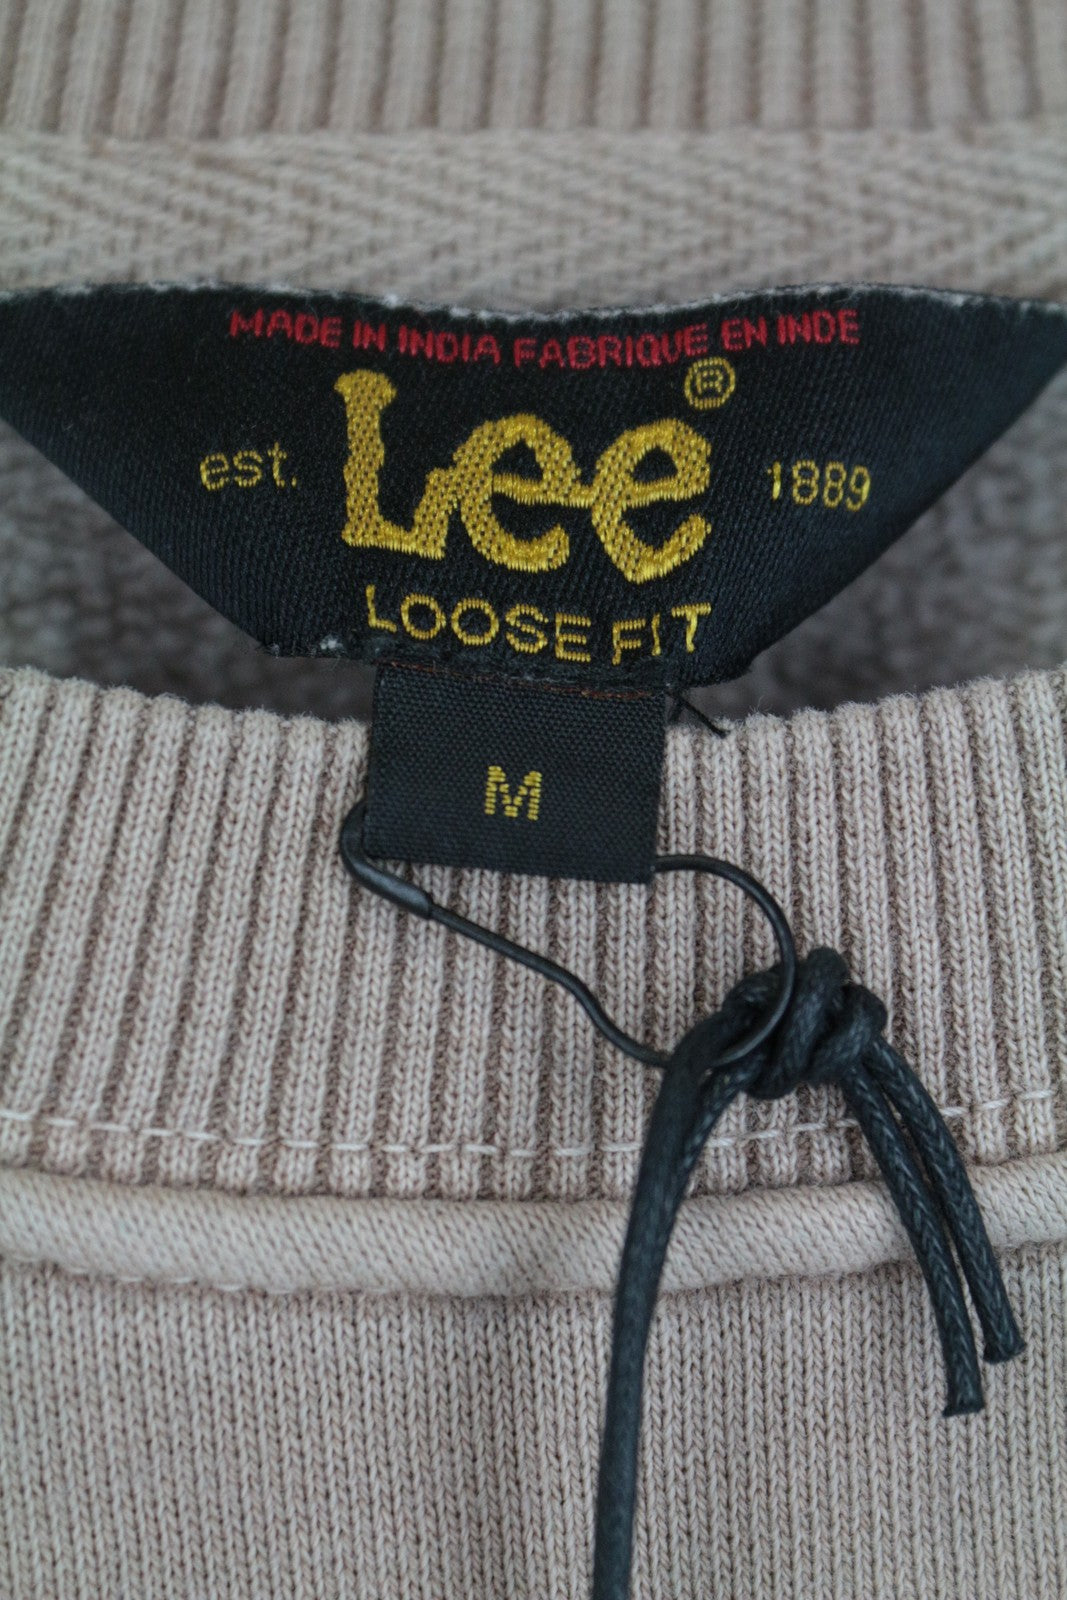 MADE IN INDIA FABRIQUE EN INDE
Lee®
est. 1889
LOOSE FIT
M